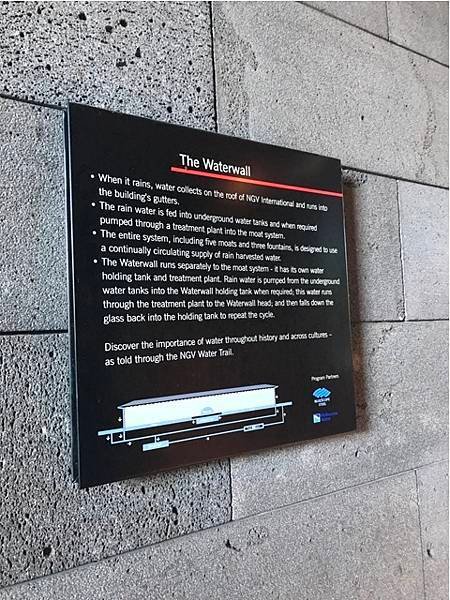 The Waterwall
• When it rains, water collects on the roof of NGV International and runs into
the building's gutters.
• The rain water is fed into underground water tanks and when required
pumped through a treatment plant into the moat system.
• The entire system, including five moats and three fountains, is designed to use
a continually circulating supply of rain harvested water.
• The Waterwall runs separately to the moat system - it has its own water
holding tank and treatment plant. Rain water is pumped from the underground
water tanks into the Waterwall holding tank when required; this water runs
through the treatment plant to the Waterwall head; and then falls down the
glass back into the holding tank to repeat the cycle.
Discover the importance of water throughout history and across cultures –
as told through the NGV Water Trail.
Program Partners:
BLUESCOPE
STEEL
Melbourne
Water